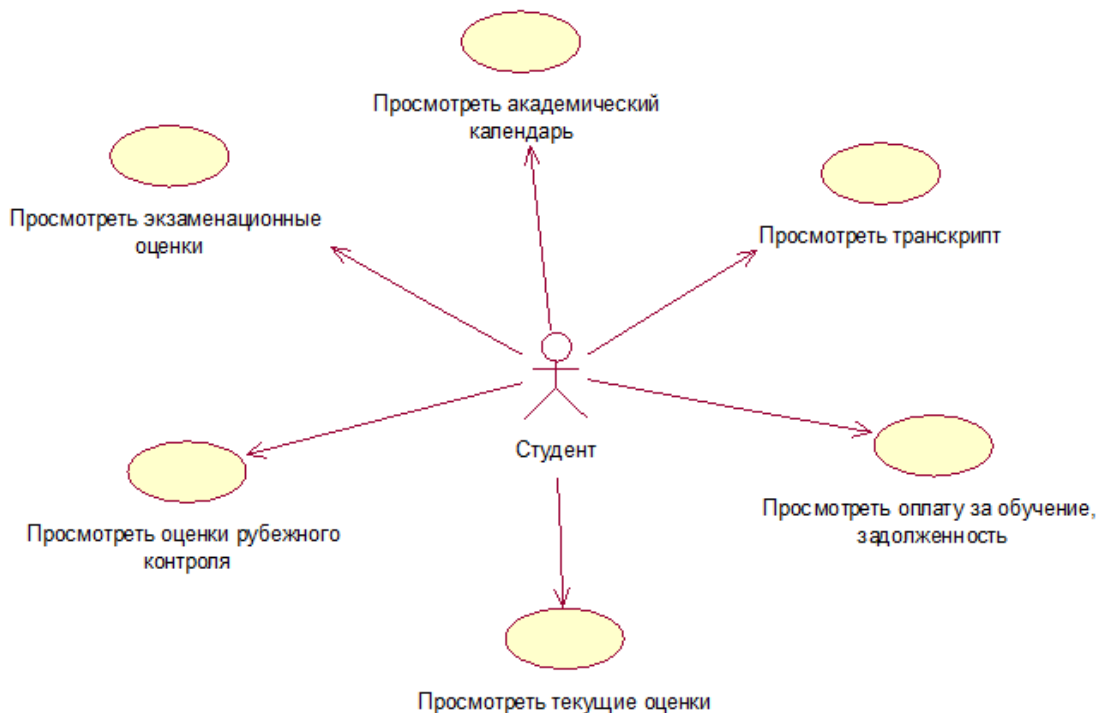 Просмотреть академический
календарь
Просмотреть экзаменационные
оценки
Просмотреть транскрипт
Студент
Просмотреть оценки рубежного
контроля
Просмотреть оплату за обучение,
задолженность
Просмотреть текущие оценки